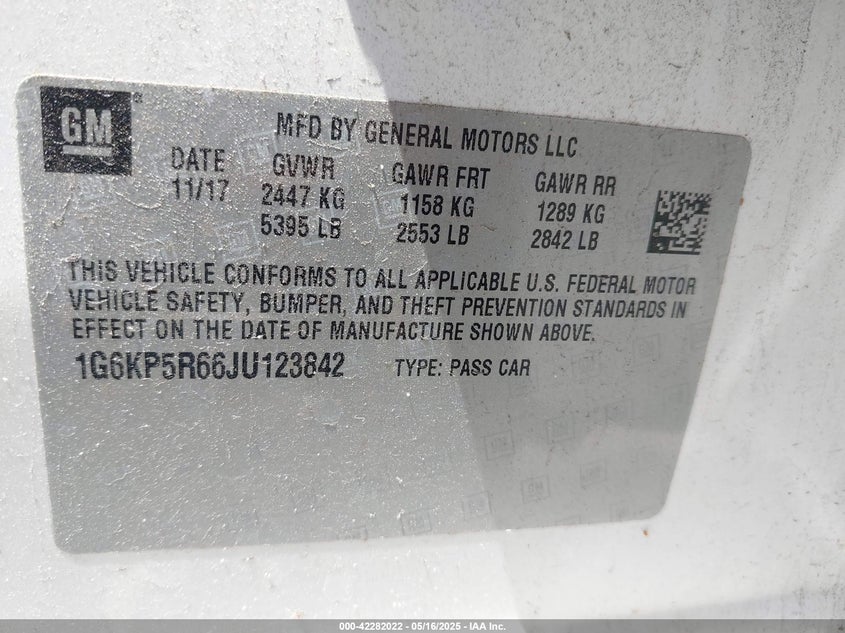 GM
MFD BY GENERAL MOTORS LLC
DATE GVWR GAWR FRT GAWR RR
11/17 2447 KG 1158 KG 1289 KG
5395 LB 2553 LB 2842 LB
THIS VEHICLE CONFORMS TO ALL APPLICABLE U.S. FEDERAL MOTOR
VEHICLE SAFETY, BUMPER, AND THEFT PREVENTION STANDARDS IN
EFFECT ON THE DATE OF MANUFACTURE SHOWN ABOVE.
1G6KP5R66JU123842 TYPE: PASS CAR
000-42282022 - 05/16/2025 - IAA Inc.